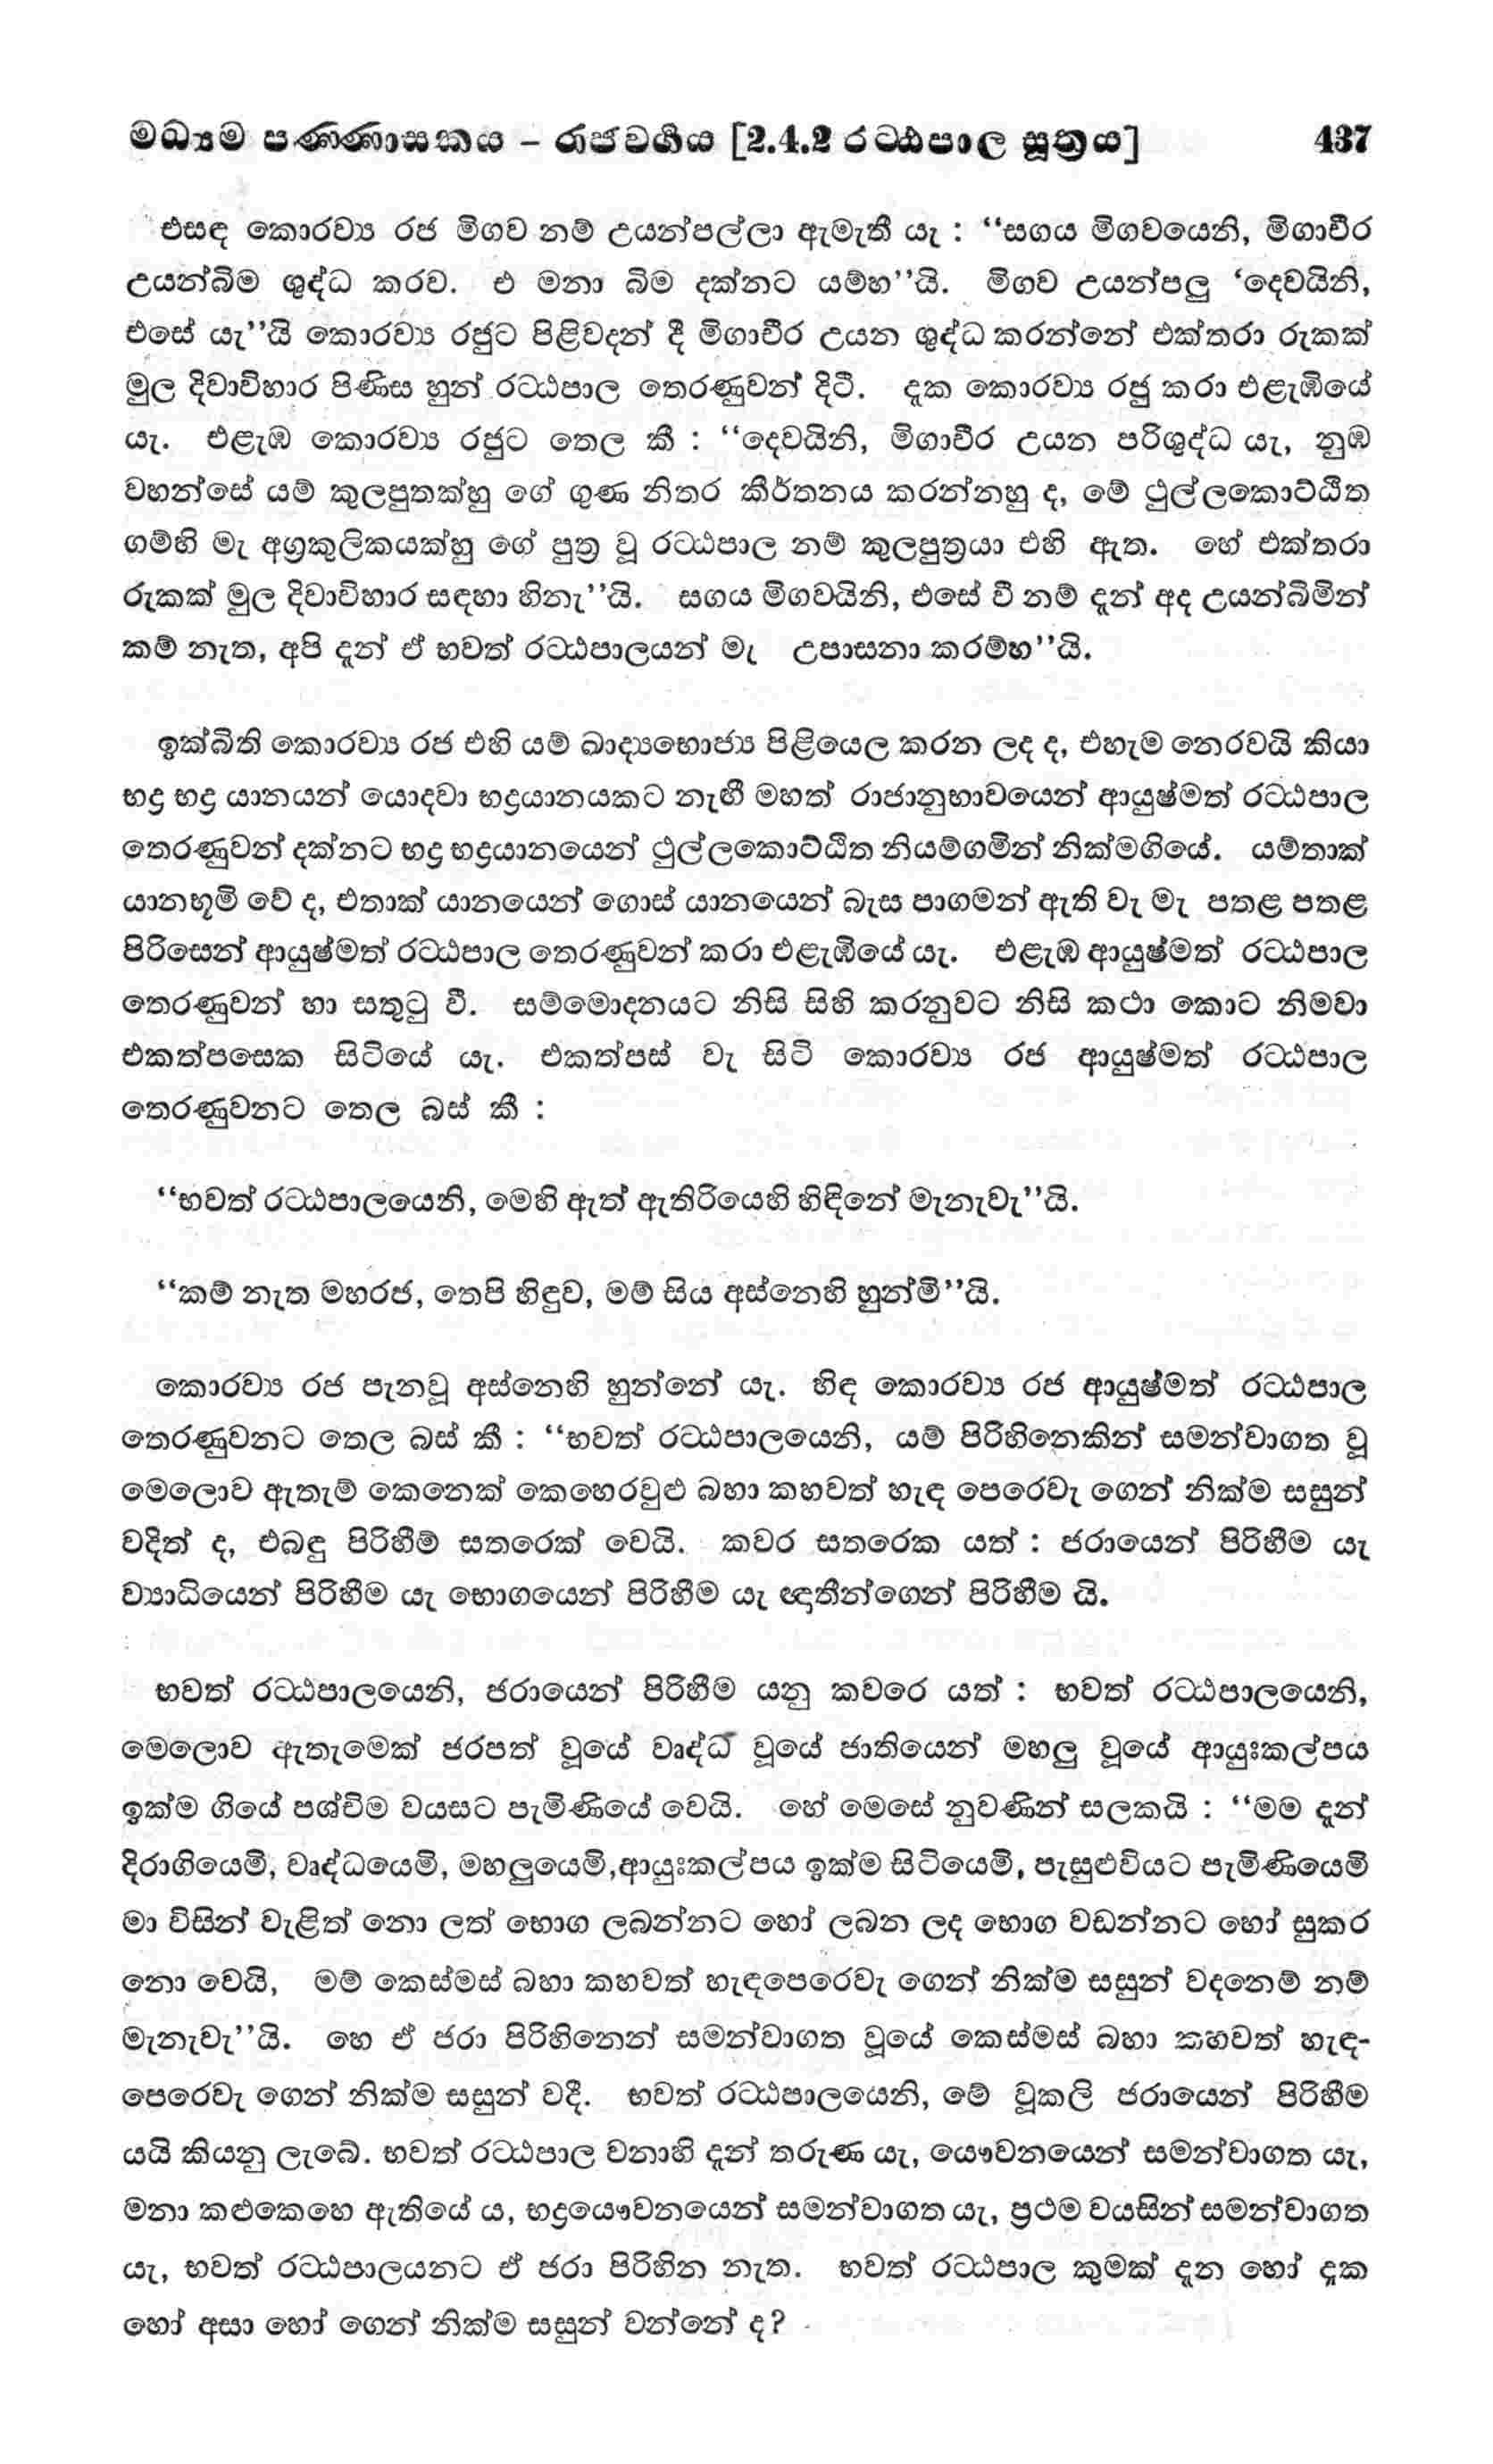 මධ්‍යම පණ්ණාසකය – රාජවර්ගය [2.4.2 රට්ඨපාල සූත්‍රය] 437
එසඳ කොරව්‍ය රජ මිගව නම් උයන්පල්ලා ඇමැතී යැ : “සගය මිගවයෙනි, මිගාචීර
උයන්බිම ශුද්ධ කරව. එ මනා බිම දක්නට යම්හ”යි. මිගව උයන්පලු ‘දෙවයිනි,
එසේ යැ”යි කොරව්‍ය රජුට පිළිවදන් දී මිගාචීර උයන ශුද්ධ කරන්නේ එක්තරා රුකක්
මුල දිවාවිහාර පිණිස හුන් රට්ඨපාල තෙරණුවන් දිටී. දැක කොරව්‍ය රජු කරා එළැඹියේ
යැ. එළැඹ කොරව්‍ය රජුට තෙල කී : “දෙවයිනි, මිගාචීර උයන පරිශුද්ධ යැ, නුඹ
වහන්සේ යම් කුලපුතක්හු ගේ ගුණ නිතර කීර්තනය කරන්නහු ද, මේ ථුල්ලකොට්ඨිත
ගම්හි මැ අග්‍රකුලිකයක්හු ගේ පුත්‍ර වූ රට්ඨපාල නම් කුලපුත්‍රයා එහි ඇත. හේ එක්තරා
රුකක් මුල දිවාවිහාර සඳහා හිනැ”යි. සගය මිගවයිනි, එසේ වී නම් දැන් අද උයන්බිමින්
කම් නැත, අපි දැන් ඒ භවත් රට්ඨපාලයන් මැ උපාසනා කරම්හ”යි.
ඉක්බිති කොරව්‍ය රජ එහි යම් ඛාද්‍යභොජ්‍ය පිළියෙල කරන ලද ද, එහැම නෙරවයි කියා
භද්‍ර භද්‍ර යානයන් යොදවා භද්‍රයානයකට නැඟී මහත් රාජානුභාවයෙන් ආයුෂ්මත් රට්ඨපාල
තෙරණුවන් දක්නට භද්‍ර භද්‍රයානයෙන් ථුල්ලකොට්ඨිත නියම්ගමින් නික්මගියේ. යම්තාක්
යානභූමි වේ ද, එතාක් යානයෙන් ගොස් යානයෙන් බැස පාගමන් ඇති වැ මැ පතළ පතළ
පිරිසෙන් ආයුෂ්මත් රට්ඨපාල තෙරණුවන් කරා එළැඹියේ යැ. එළැඹ ආයුෂ්මත් රට්ඨපාල
තෙරණුවන් හා සතුටු වී. සම්මොදනයට නිසි සිහි කරනුවට නිසි කථා කොට නිමවා
එකත්පසෙක සිටියේ යැ. එකත්පස් වැ සිටි කොරව්‍ය රජ ආයුෂ්මත් රට්ඨපාල
තෙරණුවනට තෙල බස් කී :
“භවත් රට්ඨපාලයෙනි, මෙහි ඇත් ඇතිරියෙහි හිඳිනේ මැනැවැ”යි.
“කම් නැත මහරජ, තෙපි හිඳුව, මම් සිය අස්නෙහි හුන්මි”යි.
කොරව්‍ය රජ පැනවූ අස්නෙහි හුන්නේ යැ. හිඳ කොරව්‍ය රජ ආයුෂ්මත් රට්ඨපාල
තෙරණුවනට තෙල බස් කී : “භවත් රට්ඨපාලයෙනි, යම් පිරිහිනෙකින් සමන්වාගත වූ
මෙලොව ඇතැම් කෙනෙක් කෙහෙරවුළු බහා කහවත් හැඳ පෙරෙවැ ගෙන් නික්ම සසුන්
වදිත් ද, එබඳු පිරිහීම් සතරෙක් වෙයි. කවර සතරෙක යත් : ජරායෙන් පිරිහීම යැ
ව්‍යාධියෙන් පිරිහීම යැ භොගයෙන් පිරිහීම යැ ඥාතීන්ගෙන් පිරිහීම යි.
භවත් රට්ඨපාලයෙනි, ජරායෙන් පිරිහීම යනු කවරෙ යත් : භවත් රට්ඨපාලයෙනි,
මෙලොව ඇතැමෙක් ජරපත් වූයේ වෘද්ධ වූයේ ජාතියෙන් මහලු වූයේ ආයුඃකල්පය
ඉක්ම ගියේ පශ්චිම වයසට පැමිණියේ වෙයි. හේ මෙසේ නුවණින් සලකයි : “මම දැන්
දිරාගියෙමි, වෘද්ධයෙමි, මහලුයෙමි,ආයුඃකල්පය ඉක්ම සිටියෙමි, පැසුළුවියට පැමිණියෙමි
මා විසින් වැළිත් නො ලත් භොග ලබන්නට හෝ ලබන ලද භොග වඩන්නට හෝ සුකර
නො වෙයි, මම් කෙස්මස් බහා කහවත් හැඳපෙරෙවැ ගෙන් නික්ම සසුන් වදනෙම් නම්
මැනැවැ”යි. හෙ ඒ ජරා පිරිහිනෙන් සමන්වාගත වූයේ කෙස්මස් බහා කහවත් හැඳ-
පෙරෙවැ ගෙන් නික්ම සසුන් වදී. භවත් රට්ඨපාලයෙනි, මේ වූකලි ජරායෙන් පිරිහීම
යයි කියනු ලැබේ. භවත් රට්ඨපාල වනාහි දැන් තරුණ යැ, යෞවනයෙන් සමන්වාගත යැ,
මනා කළුකෙහෙ ඇතියේ ය, භද්‍රයෞවනයෙන් සමන්වාගත යැ, ප්‍රථම වයසින් සමන්වාගත
යැ, භවත් රට්ඨපාලයනට ඒ ජරා පිරිහින නැත. භවත් රට්ඨපාල කුමක් දැන හෝ දැක
හෝ අසා හෝ ගෙන් නික්ම සසුන් වන්නේ ද?